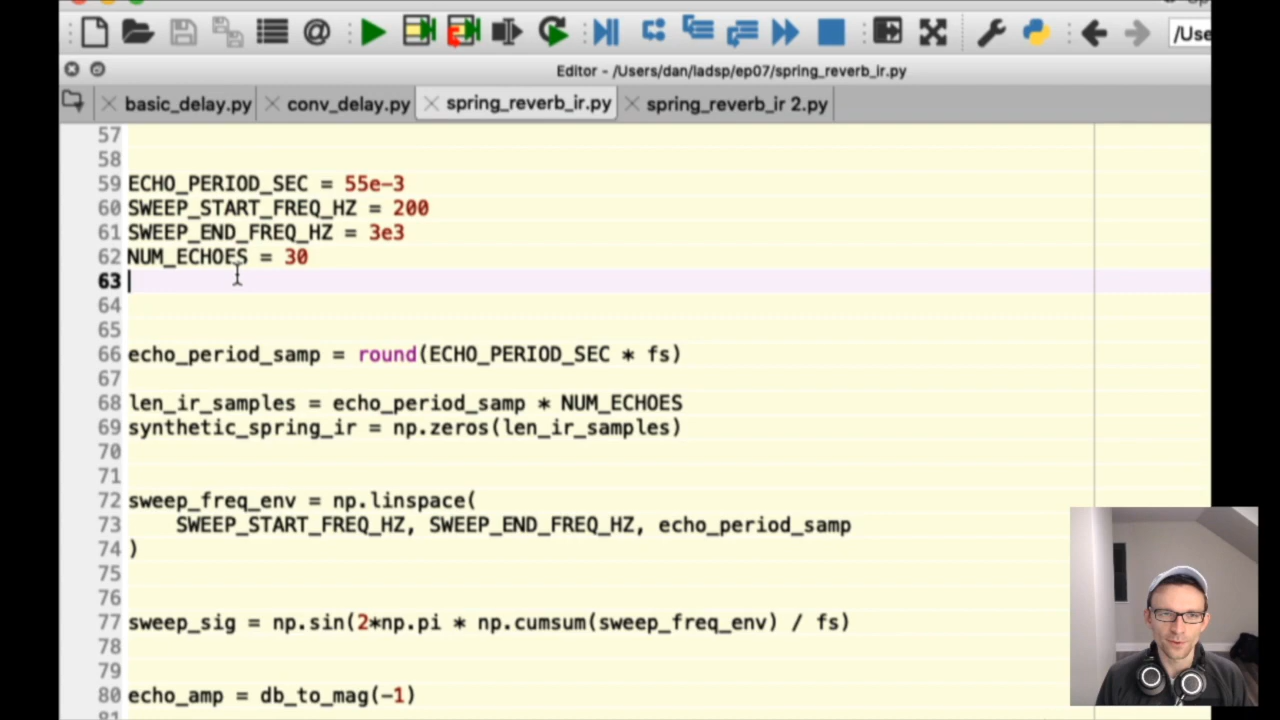 /Use
Editor - /Users/dan/ladsp/ep07/spring_reverb_ir.py
basic_delay.py conv_delay.py spring_reverb_ir.py spring_reverb_ir 2.py
57
58
59 ECHO_PERIOD_SEC = 55e-3
60 SWEEP_START_FREQ_HZ = 200
61 SWEEP_END_FREQ_HZ = 3e3
62 NUM_ECHOES = 30
63
64
65
66 echo_period_samp = round(ECHO_PERIOD_SEC * fs)
67
68 len_ir_samples = echo_period_samp * NUM_ECHOES
69 synthetic_spring_ir = np.zeros(len_ir_samples)
70
71
72 sweep_freq_env = np.linspace(
73 SWEEP_START_FREQ_HZ, SWEEP_END_FREQ_HZ, echo_period_samp
74 )
75
76
77 sweep_sig = np.sin(2*np.pi * np.cumsum(sweep_freq_env) / fs)
78
79
80 echo_amp = db_to_mag(-1)
81